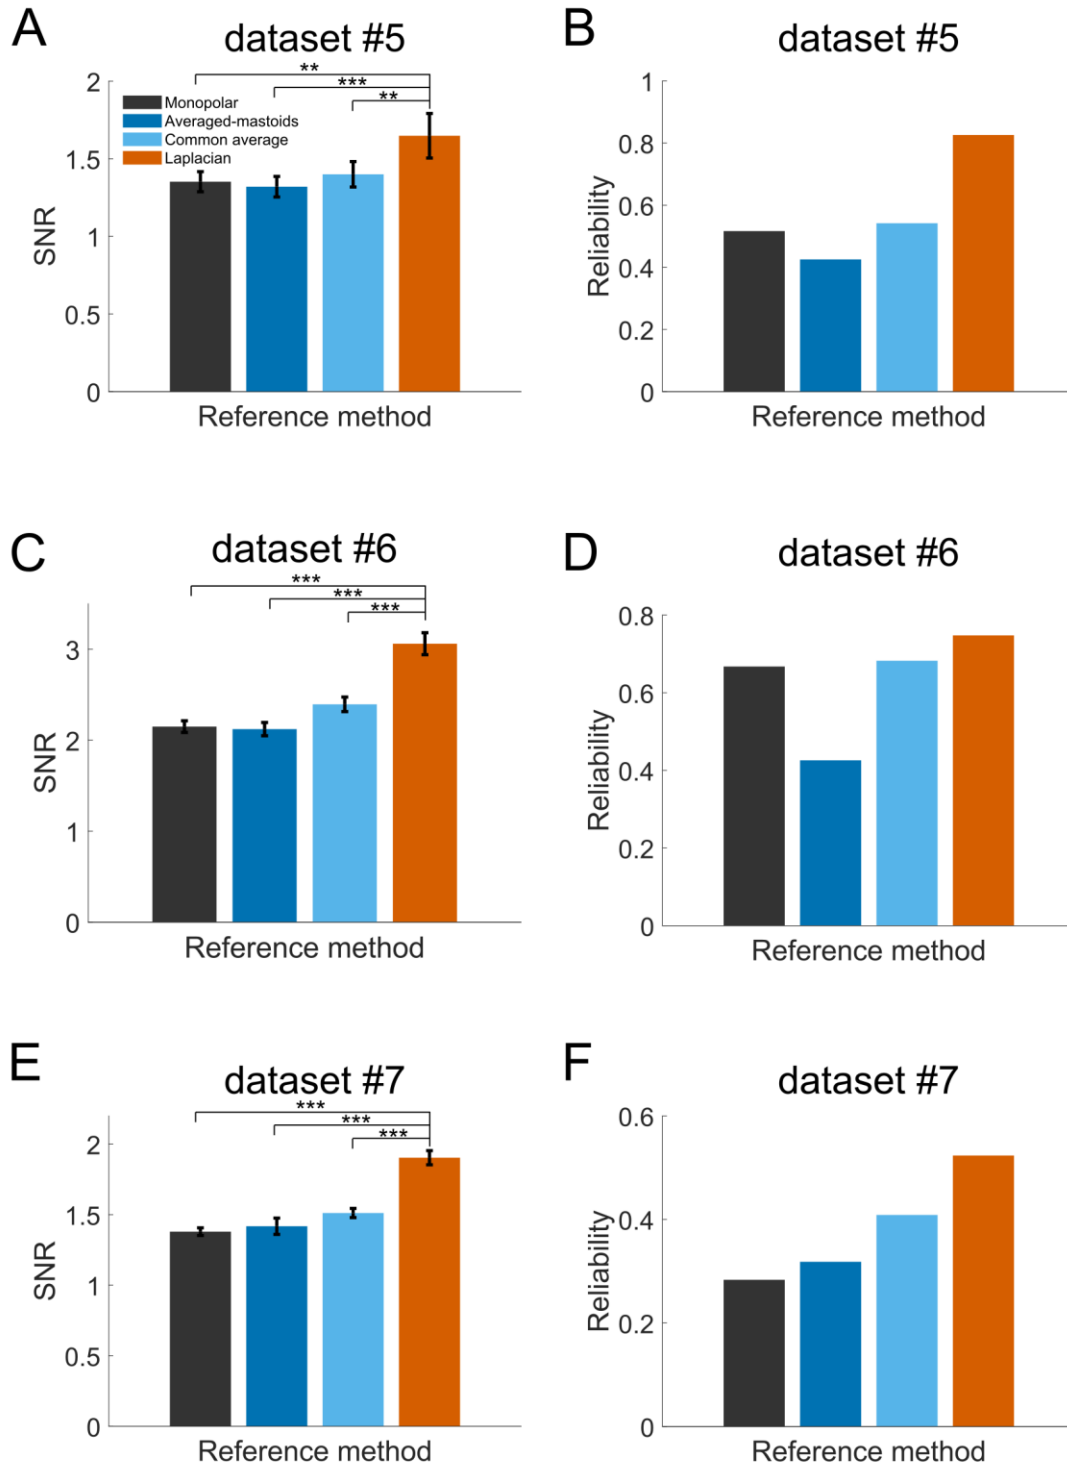 A
dataset #5
**
***
**
2
1.5
1
0.5
0
SNR
Monopolar
Averaged-mastoids
Common average
Laplacian
Reference method
B
dataset #5
1
0.8
0.6
0.4
0.2
0
Reliability
Reference method
C
dataset #6
***
***
***
3
2
1
0
SNR
Reference method
D
dataset #6
0.8
0.6
0.4
0.2
0
Reliability
Reference method
E
dataset #7
***
***
***
2
1.5
1
0.5
0
SNR
Reference method
F
dataset #7
0.6
0.4
0.2
0
Reliability
Reference method